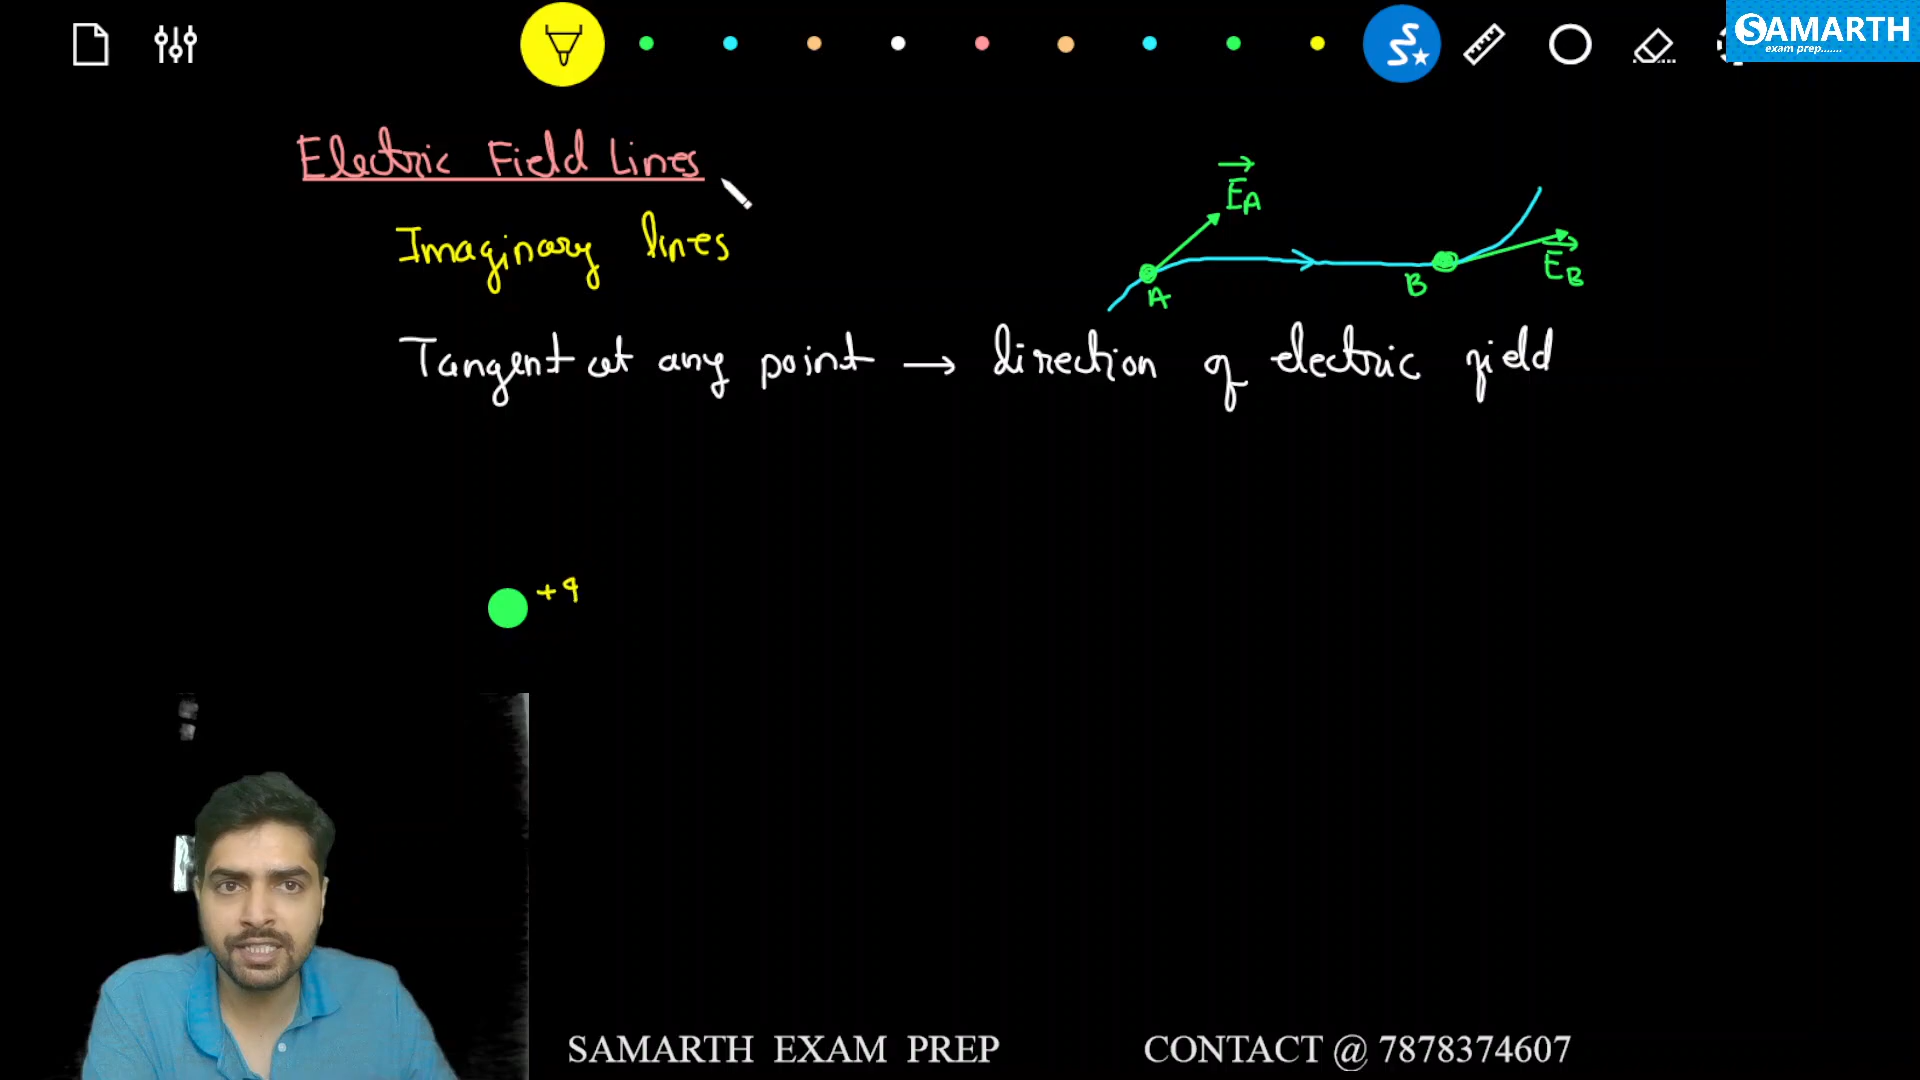 SAMARTH
exam prep.......
Electric Field Lines
Imaginary lines
E⃗A
A
B
E⃗B
Tangent at any point → direction of electric field
+q
SAMARTH EXAM PREP
CONTACT @ 7878374607